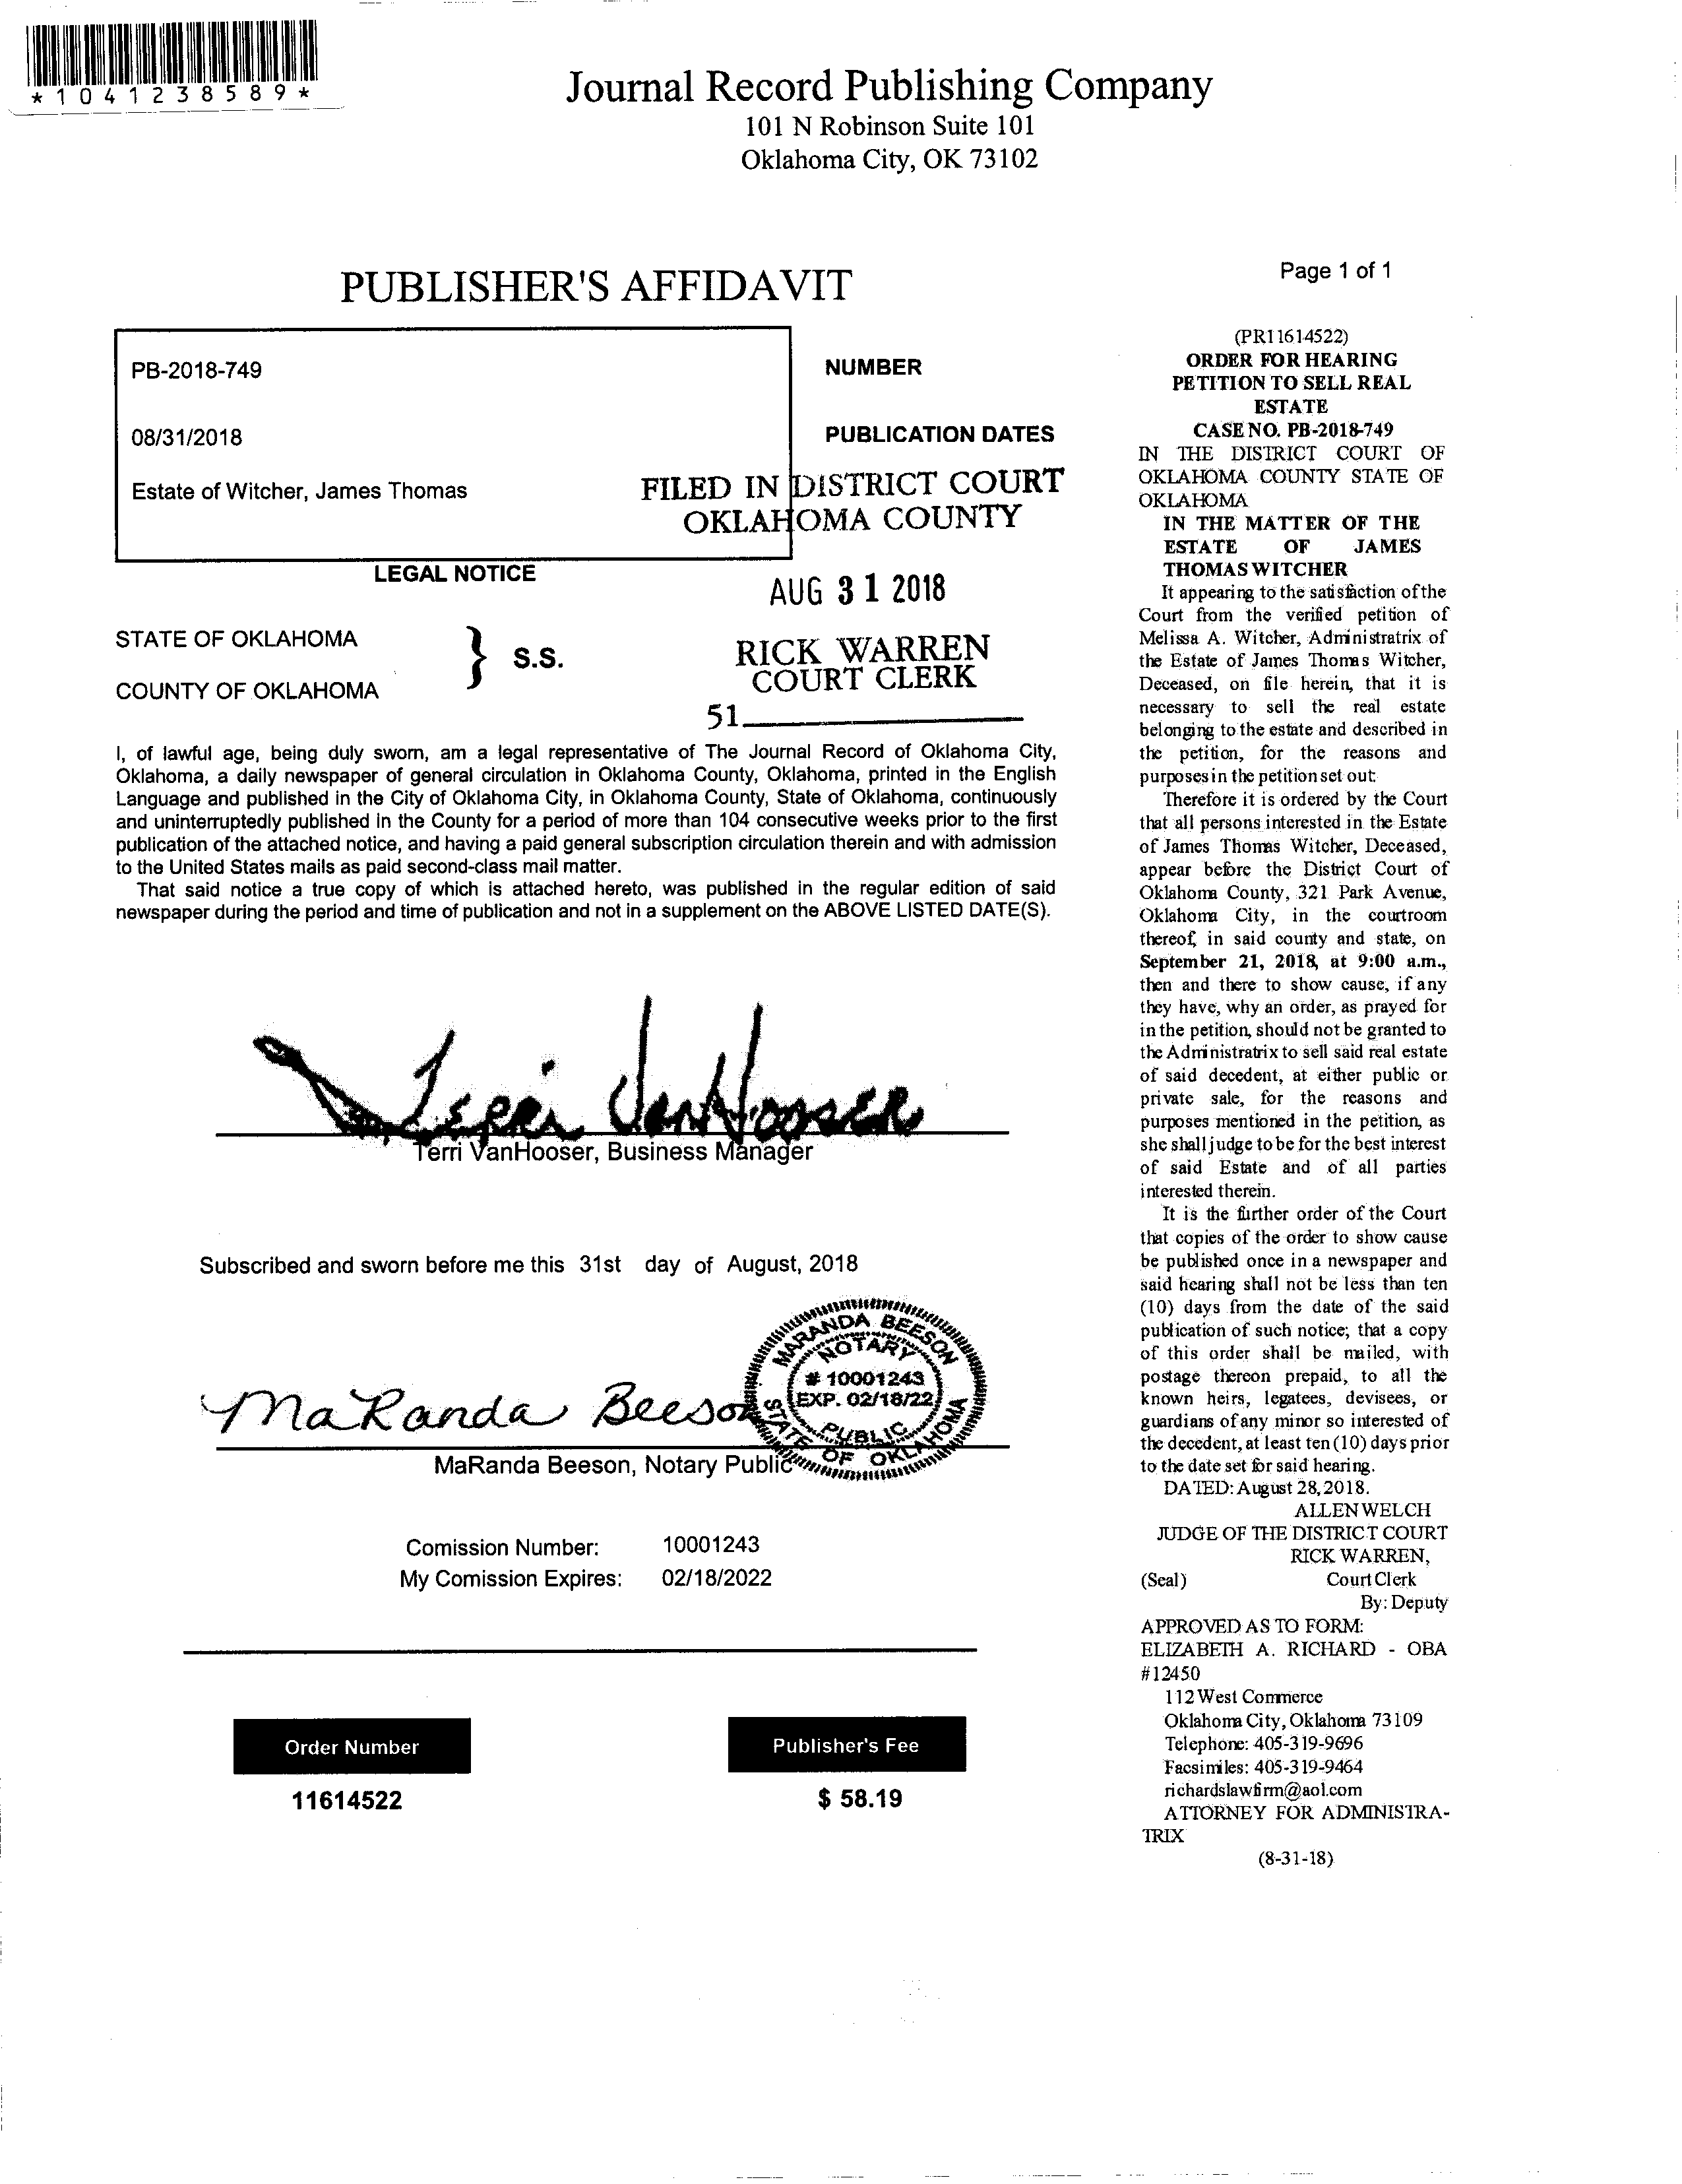 *1041238589*
Journal Record Publishing Company
101 N Robinson Suite 101
Oklahoma City, OK 73102
PUBLISHER'S AFFIDAVIT
PB-2018-749
NUMBER
08/31/2018
PUBLICATION DATES
Estate of Witcher, James Thomas
FILED IN DISTRICT COURT
OKLAHOMA COUNTY
LEGAL NOTICE
AUG 31 2018
STATE OF OKLAHOMA
} S.S.
COUNTY OF OKLAHOMA
RICK WARREN
COURT CLERK
51
I, of lawful age, being duly sworn, am a legal representative of The Journal Record of Oklahoma City,
Oklahoma, a daily newspaper of general circulation in Oklahoma County, Oklahoma, printed in the English
Language and published in the City of Oklahoma City, in Oklahoma County, State of Oklahoma, continuously
and uninterruptedly published in the County for a period of more than 104 consecutive weeks prior to the first
publication of the attached notice, and having a paid general subscription circulation therein and with admission
to the United States mails as paid second-class mail matter.
That said notice a true copy of which is attached hereto, was published in the regular edition of said
newspaper during the period and time of publication and not in a supplement on the ABOVE LISTED DATE(S).
Terri VanHooser
Terri VanHooser, Business Manager
Subscribed and sworn before me this 31st day of August, 2018
MaRanda Beeson
MARANDA BEESON
NOTARY
# 10001243
EXP. 02/18/22
PUBLIC
STATE OF OKLAHOMA
MaRanda Beeson, Notary Public
Comission Number: 10001243
My Comission Expires: 02/18/2022
Order Number
Publisher's Fee
11614522
$ 58.19
Page 1 of 1
(PR11614522)
ORDER FOR HEARING
PETITION TO SELL REAL
ESTATE
CASE NO. PB-2018-749
IN THE DISTRICT COURT OF
OKLAHOMA COUNTY STATE OF
OKLAHOMA
IN THE MATTER OF THE
ESTATE OF JAMES
THOMAS WITCHER
It appearing to the satisfaction of the
Court from the verified petition of
Melissa A. Witcher, Administratrix of
the Estate of James Thomas Witcher,
Deceased, on file herein, that it is
necessary to sell the real estate
belonging to the estate and described in
the petition, for the reasons and
purposes in the petition set out:
Therefore it is ordered by the Court
that all persons interested in the Estate
of James Thomas Witcher, Deceased,
appear before the District Court of
Oklahoma County, 321 Park Avenue,
Oklahoma City, in the courtroom
thereof, in said county and state, on
September 21, 2018, at 9:00 a.m.,
then and there to show cause, if any
they have, why an order, as prayed for
in the petition, should not be granted to
the Administratrix to sell said real estate
of said decedent, at either public or
private sale, for the reasons and
purposes mentioned in the petition, as
she shall judge to be for the best interest
of said Estate and of all parties
interested therein.
It is the further order of the Court
that copies of the order to show cause
be published once in a newspaper and
said hearing shall not be less than ten
(10) days from the date of the said
publication of such notice; that a copy
of this order shall be mailed, with
postage thereon prepaid, to all the
known heirs, legatees, devisees, or
guardians of any minor so interested of
the decedent, at least ten (10) days prior
to the date set for said hearing.
DATED: August 28, 2018.
ALLEN WELCH
JUDGE OF THE DISTRICT COURT
RICK WARREN,
(Seal) Court Clerk
By: Deputy
APPROVED AS TO FORM:
ELIZABETH A. RICHARD - OBA
#12450
112 West Commerce
Oklahoma City, Oklahoma 73109
Telephone: 405-319-9696
Facsimiles: 405-319-9464
richardslawfirm@aol.com
ATTORNEY FOR ADMINISTRA-
TRIX
(8-31-18)